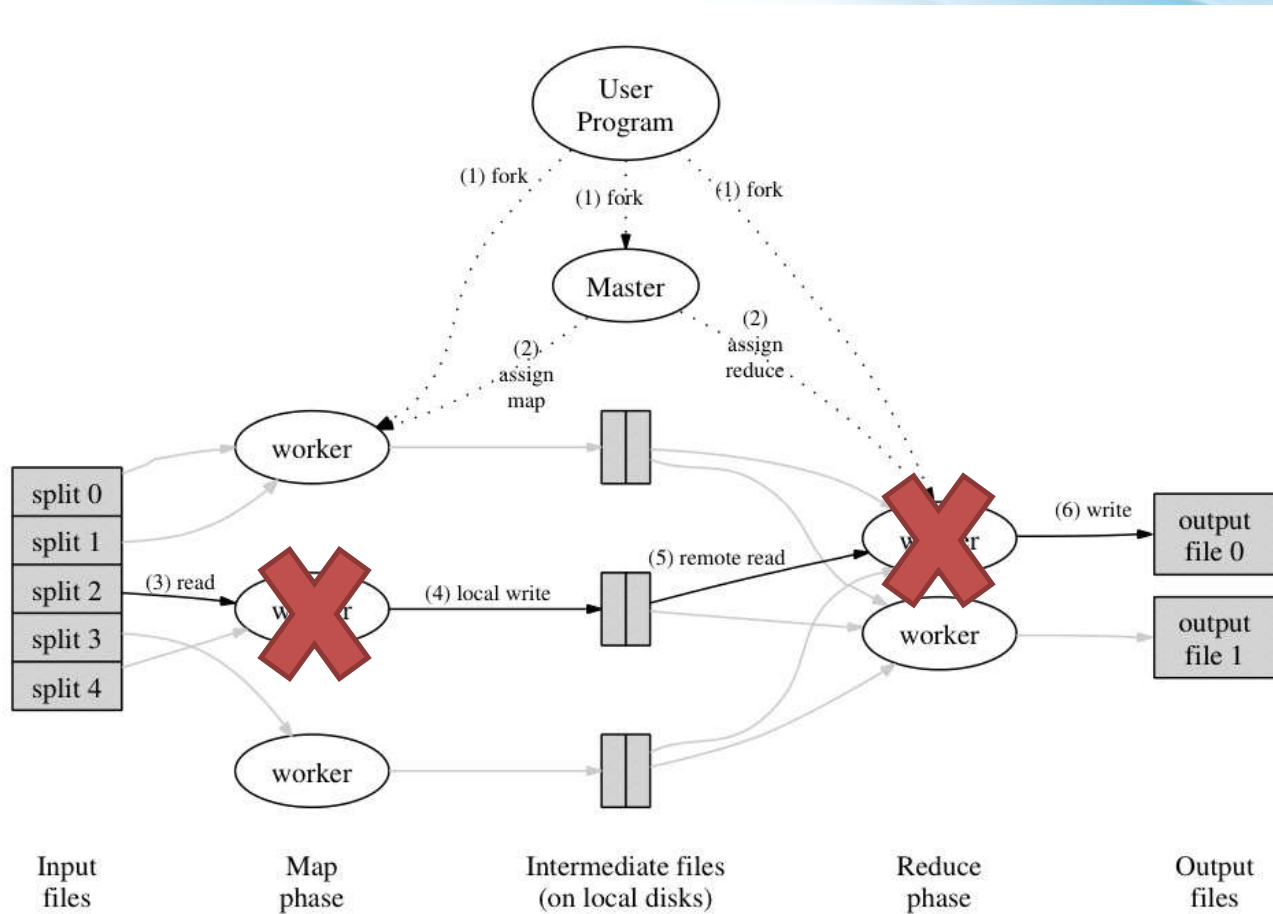 User
Program
(1) fork
(1) fork
(1) fork
Master
(2)
assign
map
(2)
assign
reduce
worker
split 0
split 1
split 2
split 3
split 4
(3) read
(4) local write
(5) remote read
(6) write
output
file 0
worker
output
file 1
worker
Input
files
Map
phase
Intermediate files
(on local disks)
Reduce
phase
Output
files